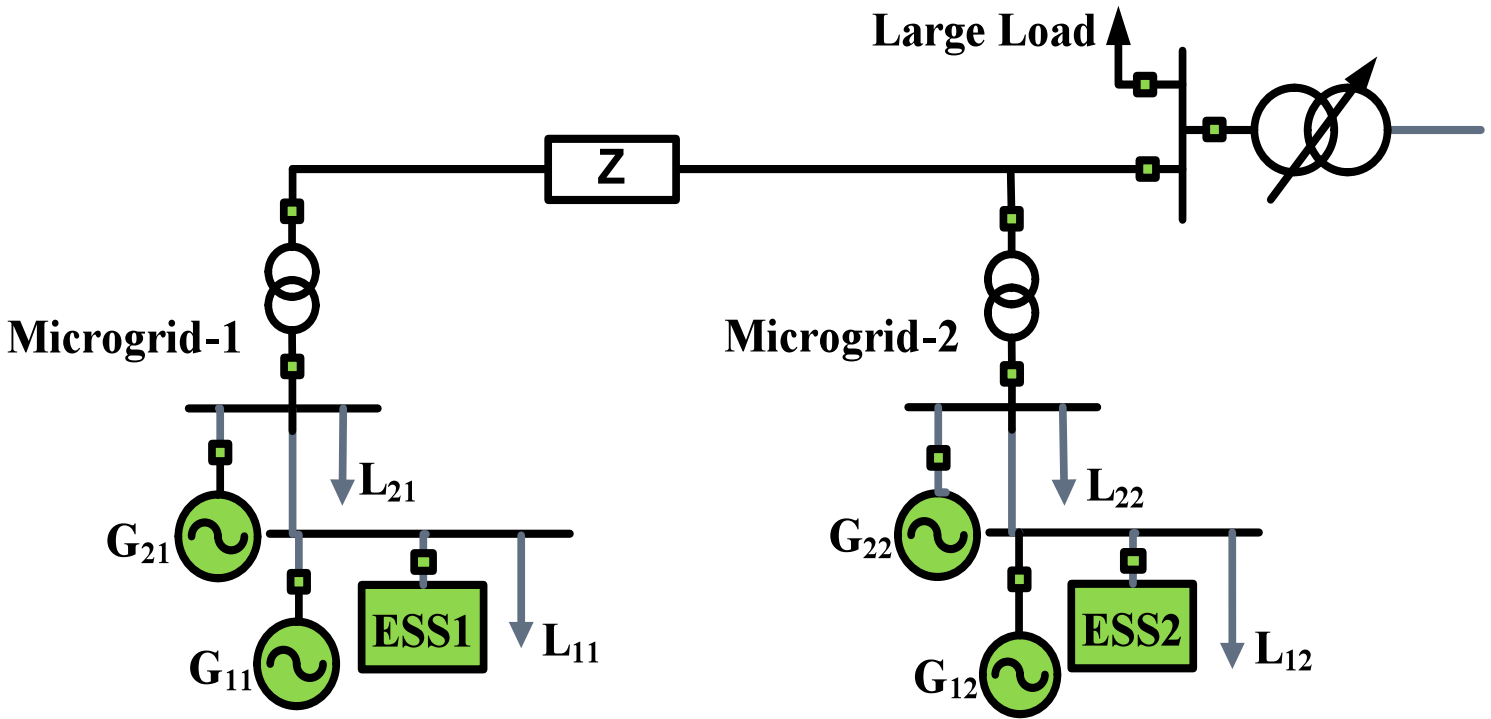 Large Load
Z
Microgrid-1
Microgrid-2
L21
L22
G21
G22
ESS1
ESS2
L11
L12
G11
G12